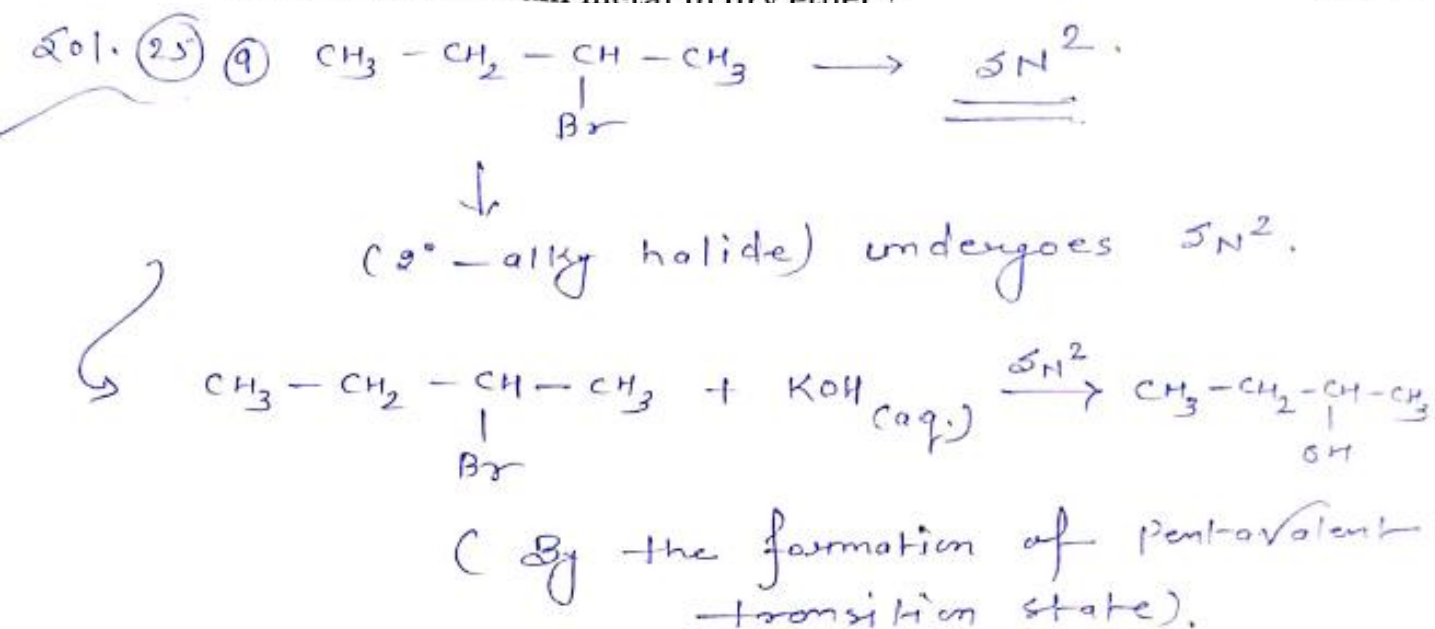 Sol. (25) (a) CH₃ – CH₂ – CH – CH₃ ⟶ SN².
|
Br
↓
(2° – alky halide) undergoes SN².
CH₃ – CH₂ – CH – CH₃ + KOH (aq.) SN² ⟶ CH₃ – CH₂ – CH – CH₃
| |
Br OH
(By the formation of pentavalent
transition state).